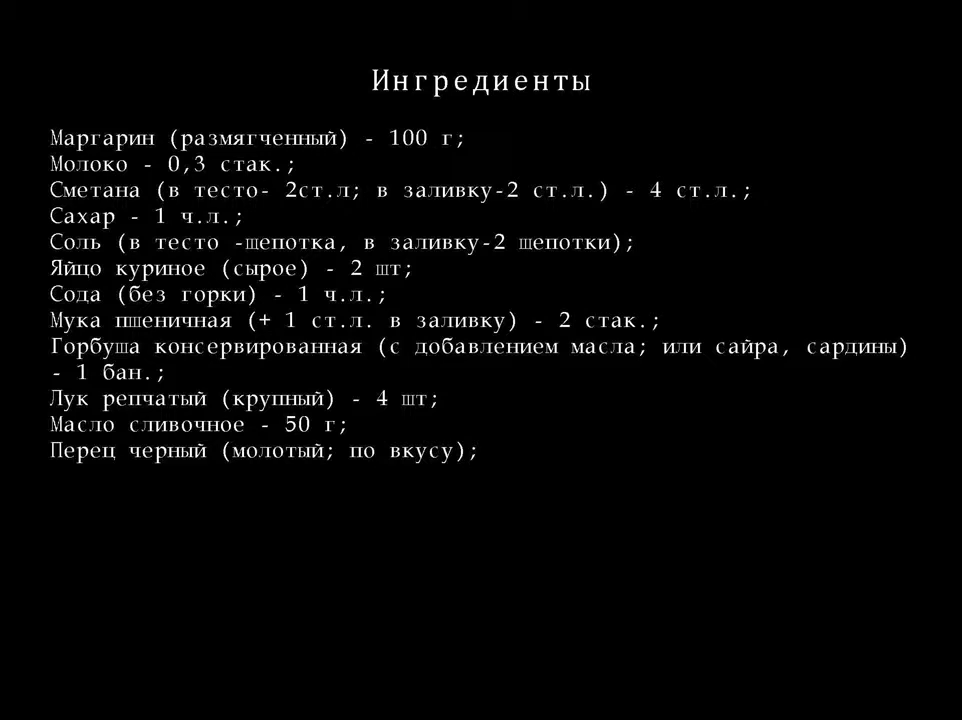 Ингредиенты
Маргарин (размягченный) - 100 г;
Молоко - 0,3 стак.;
Сметана (в тесто- 2ст.л; в заливку-2 ст.л.) - 4 ст.л.;
Сахар - 1 ч.л.;
Соль (в тесто -щепотка, в заливку-2 щепотки);
Яйцо куриное (сырое) - 2 шт;
Сода (без горки) - 1 ч.л.;
Мука пшеничная (+ 1 ст.л. в заливку) - 2 стак.;
Горбуша консервированная (с добавлением масла; или сайра, сардины)
- 1 бан.;
Лук репчатый (крупный) - 4 шт;
Масло сливочное - 50 г;
Перец черный (молотый; по вкусу);